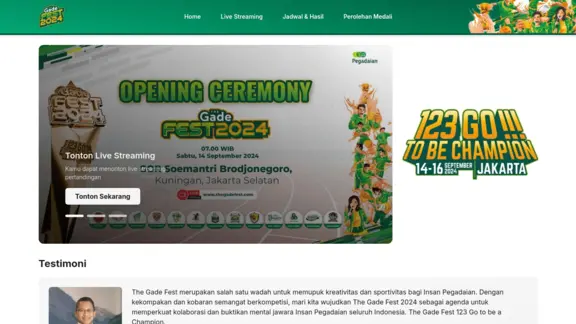 Gade
FEST2024
Home
Live Streaming
Jadwal & Hasil
Perolehan Medali
Pegadaian
OPENING CEREMONY
Gade
FEST2024
07.00 WIB
Sabtu, 14 September 2024
GOR Soemantri Brodjonegoro,
Kuningan, Jakarta Selatan
Tonton Live Streaming
Kamu dapat menonton live
pertandingan
Tonton Sekarang
123 GO !!!
TO BE CHAMPION
14-16 SEPTEMBER 2024 JAKARTA
Testimoni
The Gade Fest merupakan salah satu wadah untuk memupuk kreativitas dan sportivitas bagi Insan Pegadaian. Dengan
kekompakan dan kobaran semangat berkompetisi, mari kita wujudkan The Gade Fest 2024 sebagai agenda untuk
memperkuat kolaborasi dan buktikan mental jawara Insan Pegadaian seluruh Indonesia. The Gade Fest 123 Go to be a
Champion.